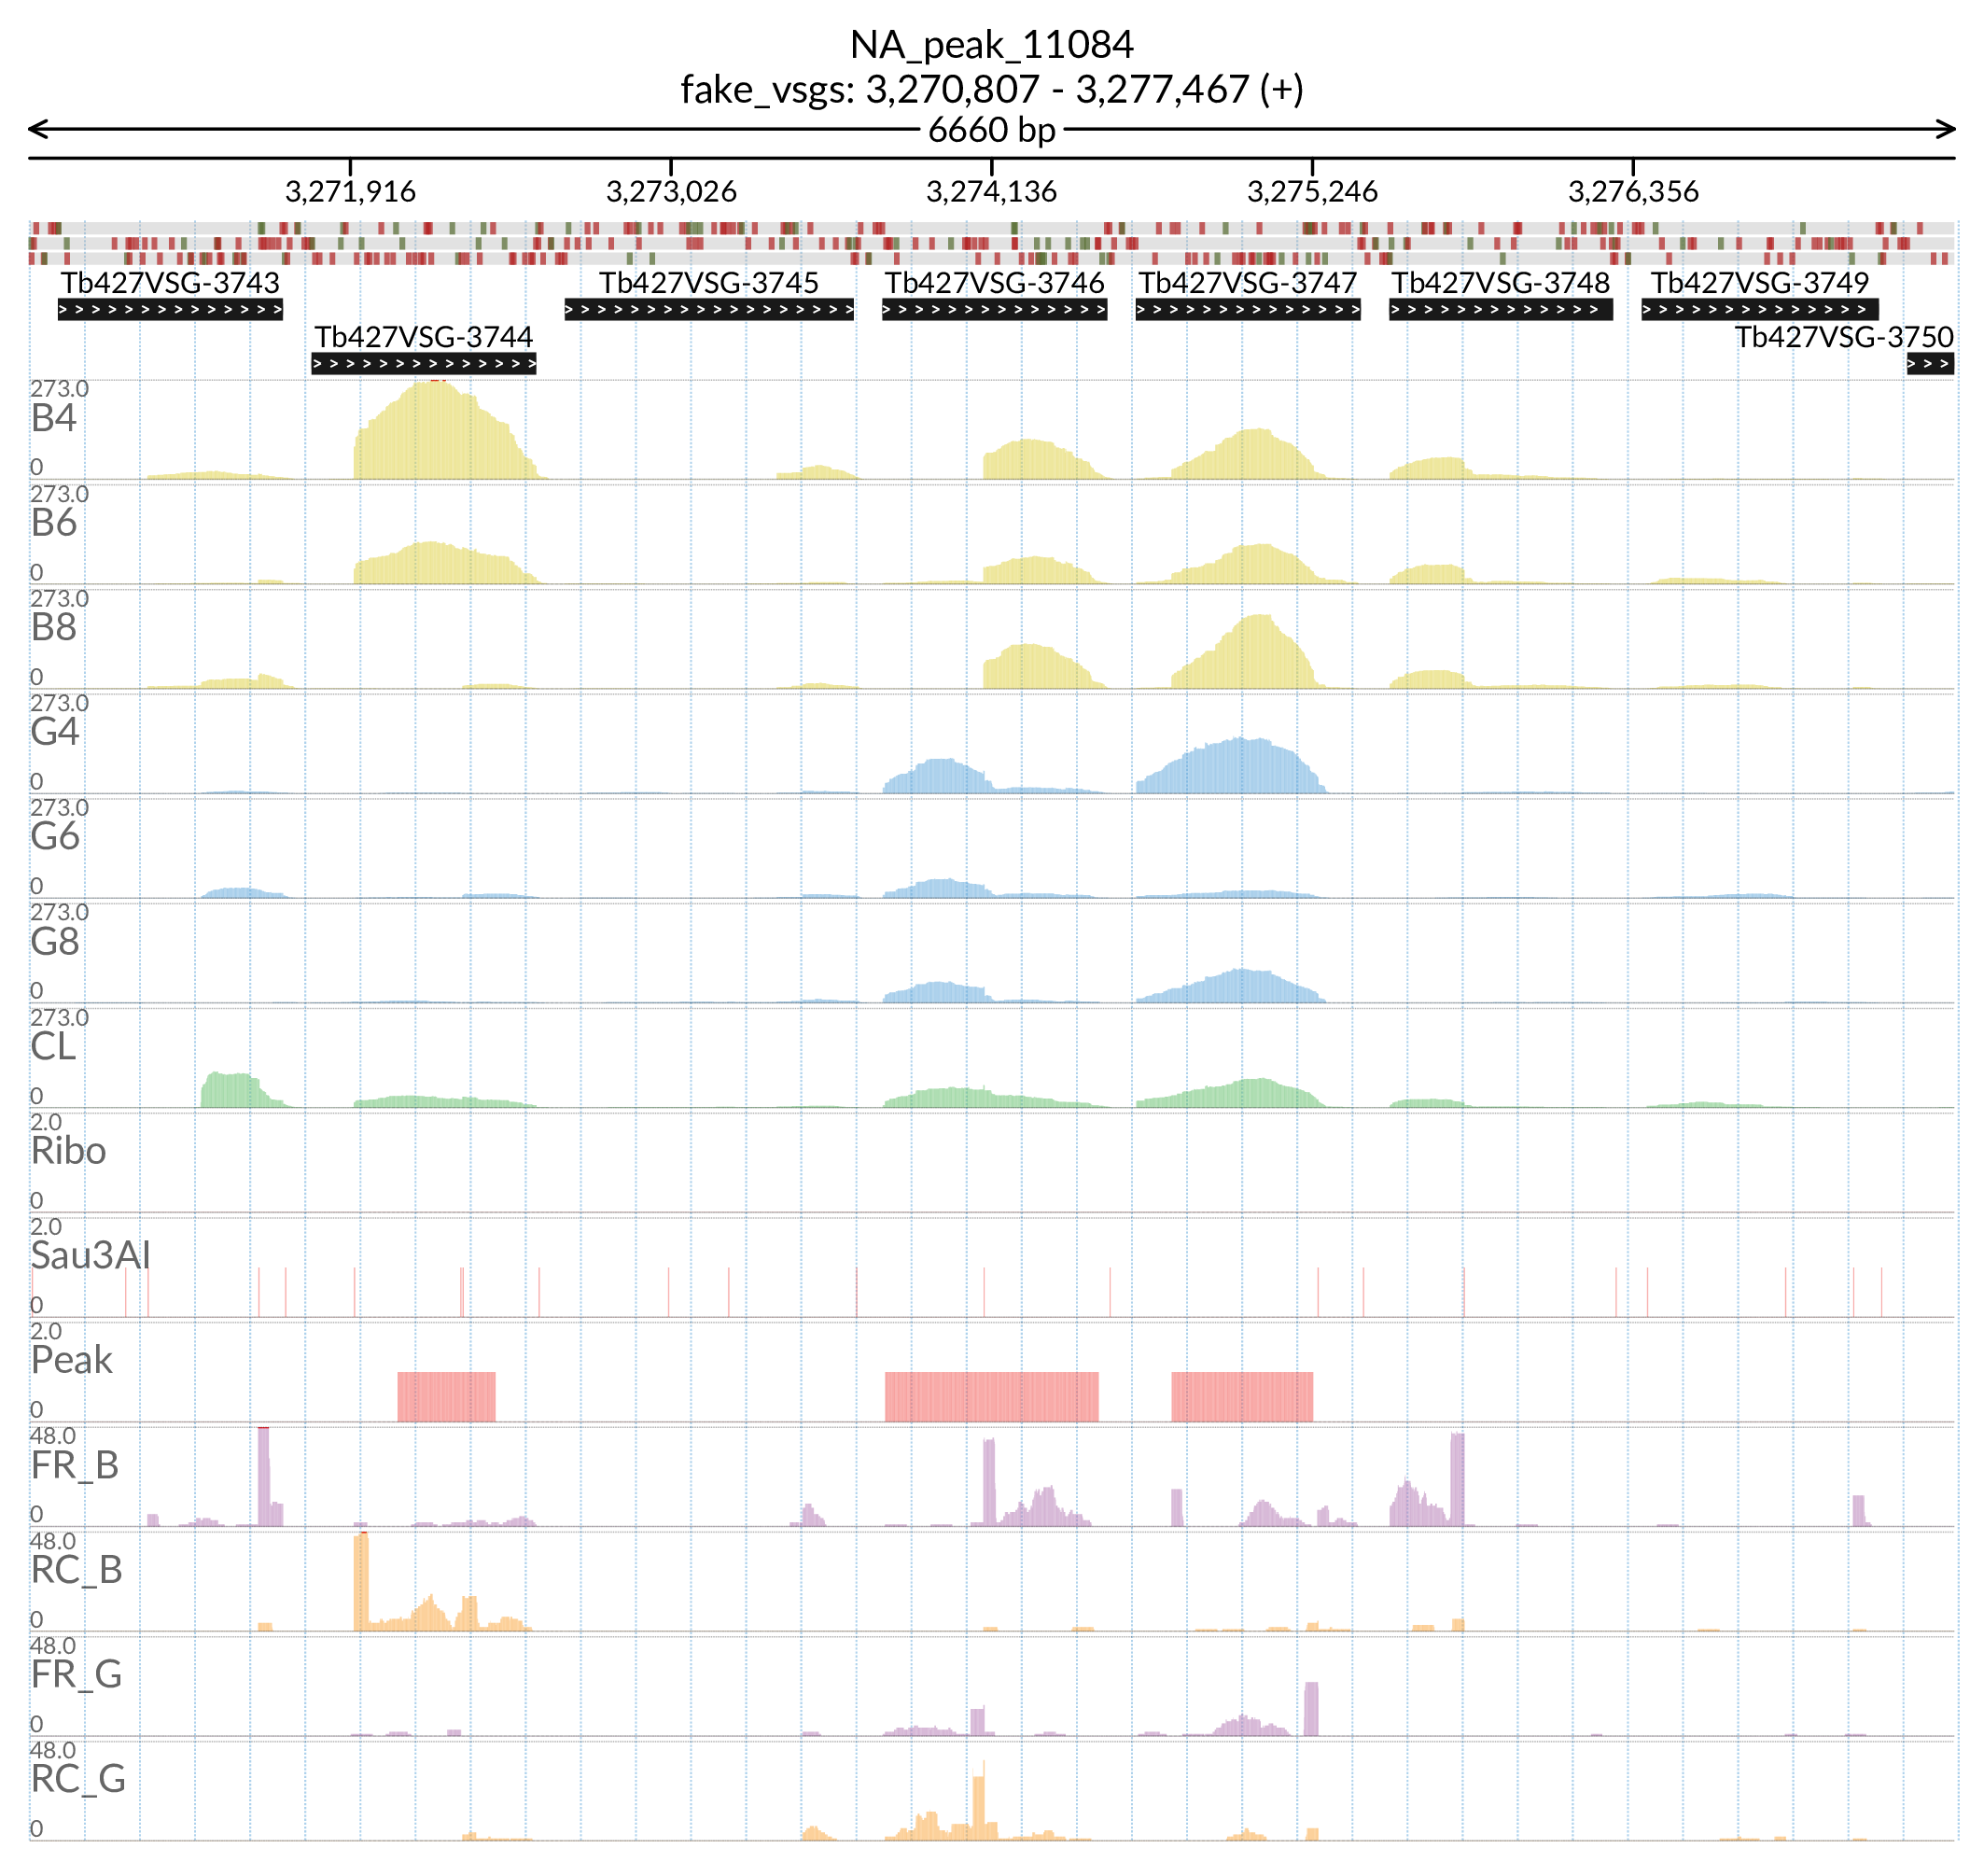 NA_peak_11084
fake_vsgs: 3,270,807 - 3,277,467 (+)
6660 bp
3,271,916 3,273,026 3,274,136 3,275,246 3,276,356
Tb427VSG-3743 Tb427VSG-3745 Tb427VSG-3746 Tb427VSG-3747 Tb427VSG-3748 Tb427VSG-3749
Tb427VSG-3744 Tb427VSG-3750
273.0
B4
0
273.0
B6
0
273.0
B8
0
273.0
G4
0
273.0
G6
0
273.0
G8
0
273.0
CL
0
2.0
Ribo
0
2.0
Sau3AI
0
2.0
Peak
0
48.0
FR_B
0
48.0
RC_B
0
48.0
FR_G
0
48.0
RC_G
0